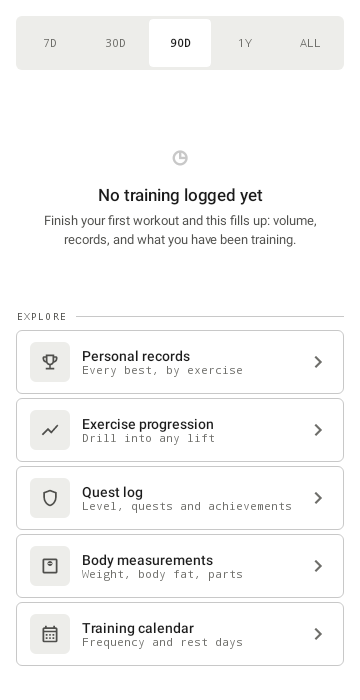 7D 30D 90D 1Y ALL
No training logged yet
Finish your first workout and this fills up: volume,
records, and what you have been training.
EXPLORE
Personal records
Every best, by exercise
Exercise progression
Drill into any lift
Quest log
Level, quests and achievements
Body measurements
Weight, body fat, parts
Training calendar
Frequency and rest days